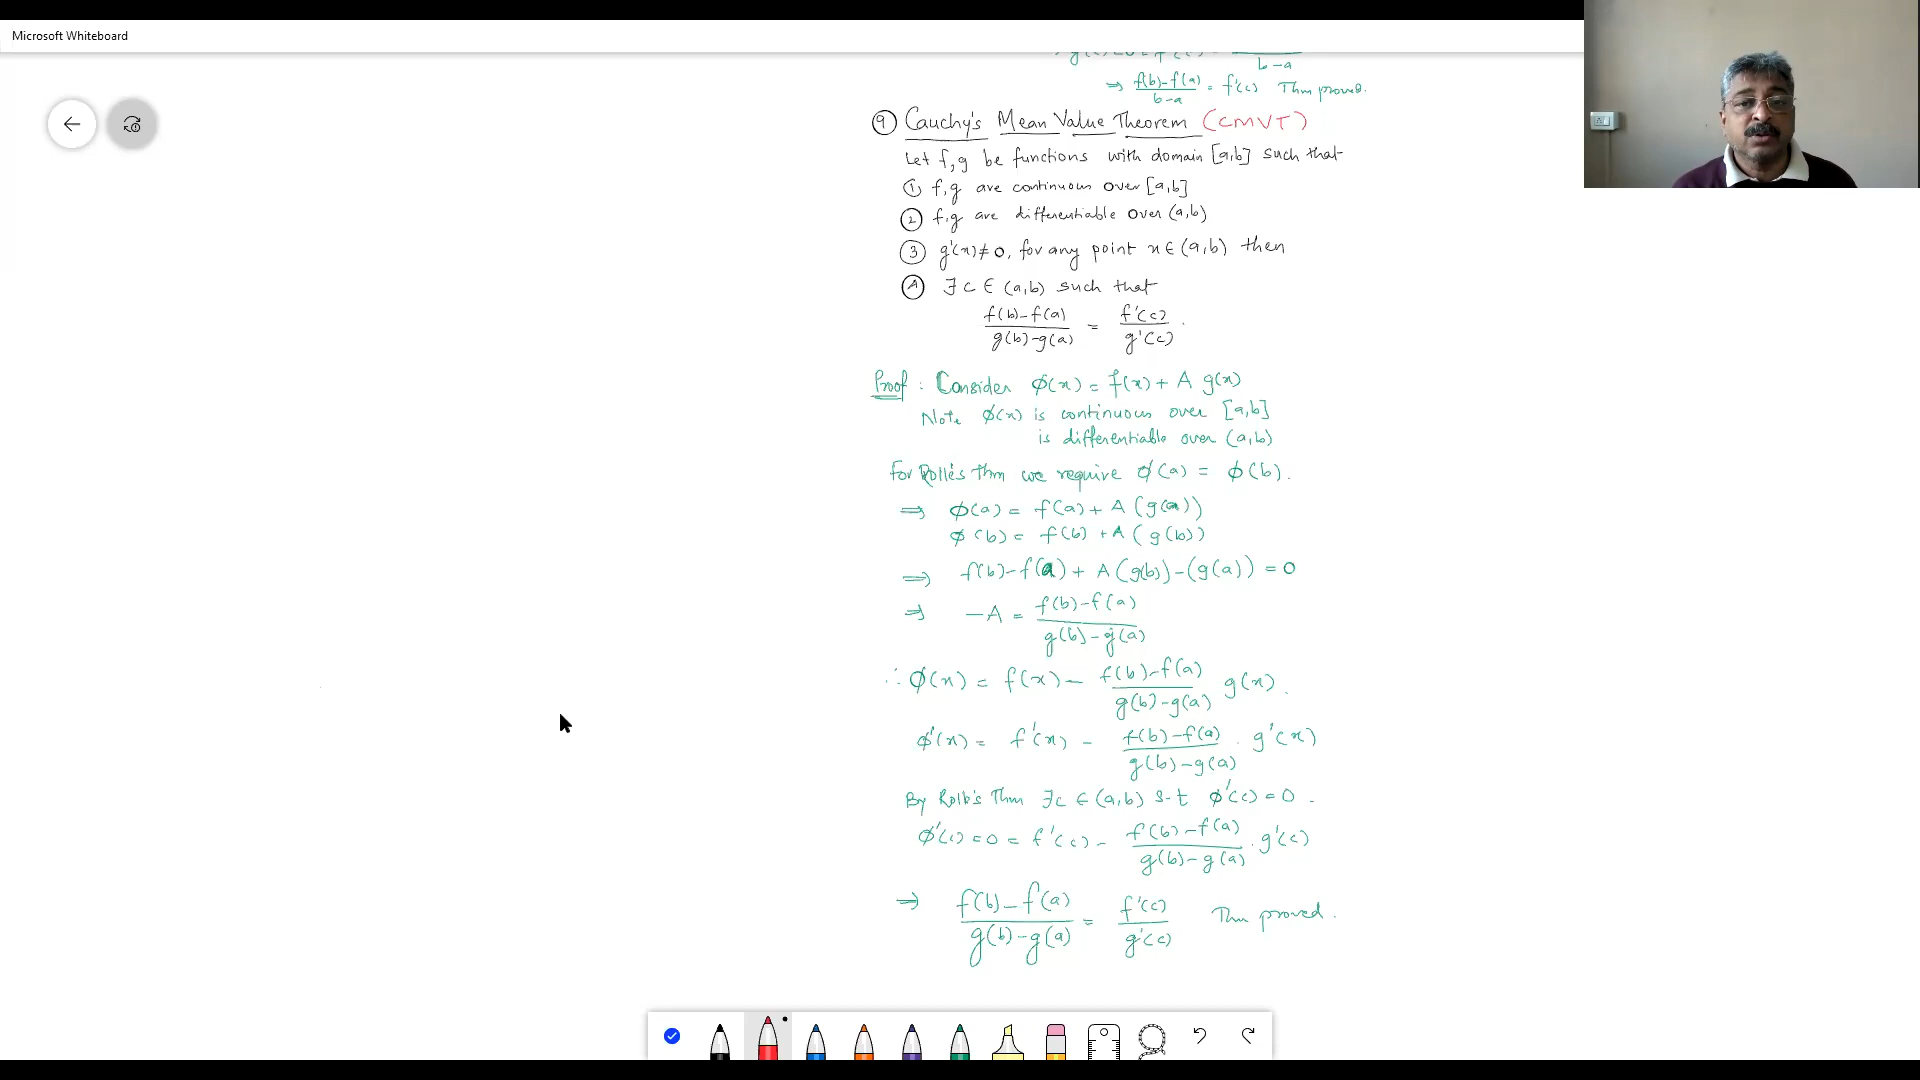 Microsoft Whiteboard
b-a
⇒ f(b)-f(a)/b-a = f'(c) Thm proved.
⑨ Cauchy's Mean Value Theorem (CMVT)
Let f,g be functions with domain [a,b] such that
① f,g are continuous over [a,b]
② f,g are differentiable over (a,b)
③ g'(x)≠0, for any point x∈(a,b) then
Ⓐ ∃ c ∈ (a,b) such that
f(b)-f(a)/g(b)-g(a) = f'(c)/g'(c).
Proof: Consider ϕ(x) = f(x) + A g(x)
Note ϕ(x) is continuous over [a,b]
is differentiable over (a,b)
For Rolle's Thm we require ϕ(a) = ϕ(b).
⇒ ϕ(a) = f(a) + A (g(a))
ϕ(b) = f(b) + A (g(b))
⇒ f(b)-f(a) + A (g(b))-(g(a)) = 0
⇒ -A = f(b)-f(a)/g(b)-g(a)
∴ ϕ(x) = f(x) - f(b)-f(a)/g(b)-g(a) g(x).
ϕ'(x) = f'(x) - f(b)-f(a)/g(b)-g(a) . g'(x)
By Rolle's Thm ∃c ∈ (a,b) s.t ϕ'(c) = 0.
ϕ'(c) = 0 = f'(c) - f(b)-f(a)/g(b)-g(a) . g'(c)
⇒ f(b)-f(a)/g(b)-g(a) = f'(c)/g'(c) Thm proved.